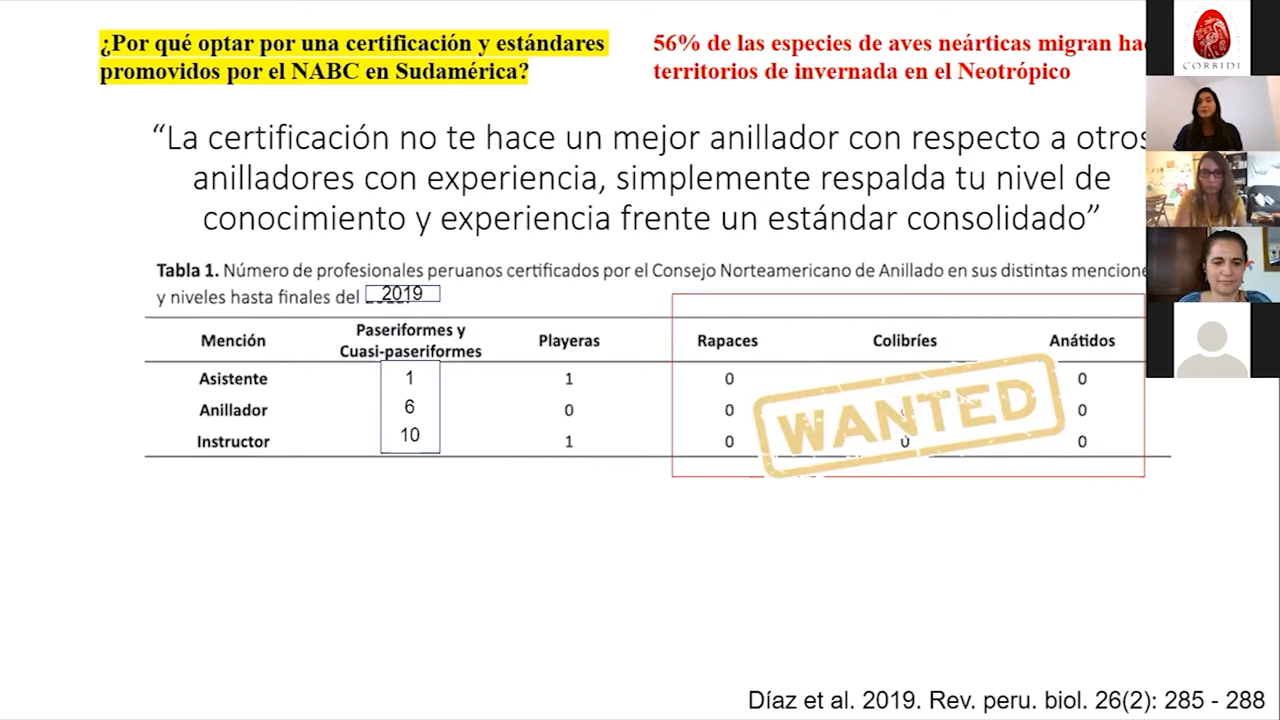 ¿Por qué optar por una certificación y estándares
promovidos por el NABC en Sudamérica?
56% de las especies de aves neárticas migran
territorios de invernada en el Neotrópico
CORBIDI
“La certificación no te hace un mejor anillador con respecto a otros
anilladores con experiencia, simplemente respalda tu nivel de
conocimiento y experiencia frente un estándar consolidado”
Tabla 1. Número de profesionales peruanos certificados por el Consejo Norteamericano de Anillado en sus distintas
y niveles hasta finales del 2019
Mención Paseriformes y Cuasi-paseriformes Playeras Rapaces Colibríes Anátidos
Asistente 1 1 0 0
Anillador 6 0 0 0
Instructor 10 1 0 0 0
WANTED
Díaz et al. 2019. Rev. peru. biol. 26(2): 285 - 288